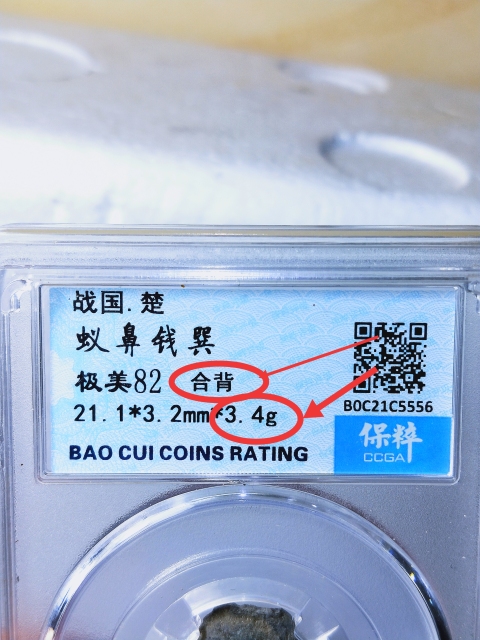 战国.楚
蚁鼻钱巽
极美82 合背
21.1*3.2mm*3.4g
B0C21C5556
BAO CUI COINS RATING
保粹
CCGA